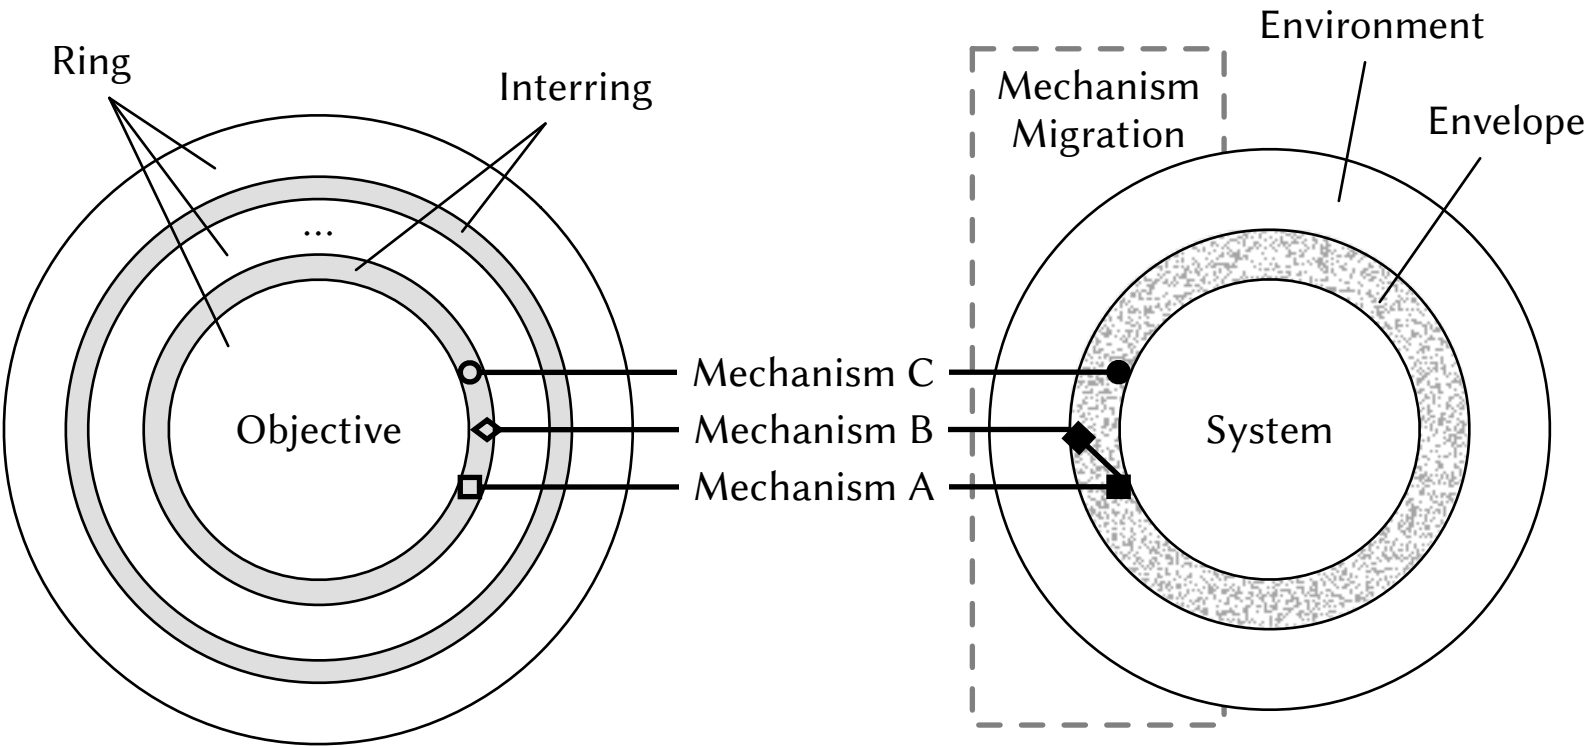 Ring
Interring
...
Objective
Mechanism C
Mechanism B
Mechanism A
Mechanism
Migration
Environment
Envelope
System